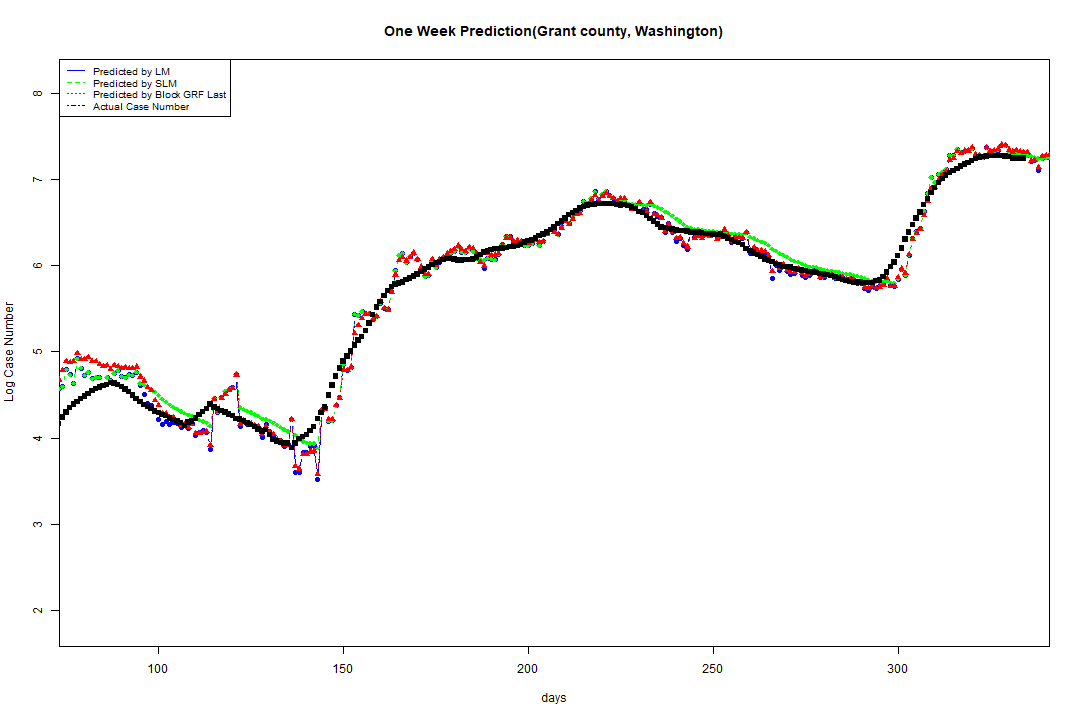 One Week Prediction(Grant county, Washington)
Predicted by LM
Predicted by SLM
Predicted by Block GRF Last
Actual Case Number
Log Case Number
8
7
6
5
4
3
2
100 150 200 250 300
days